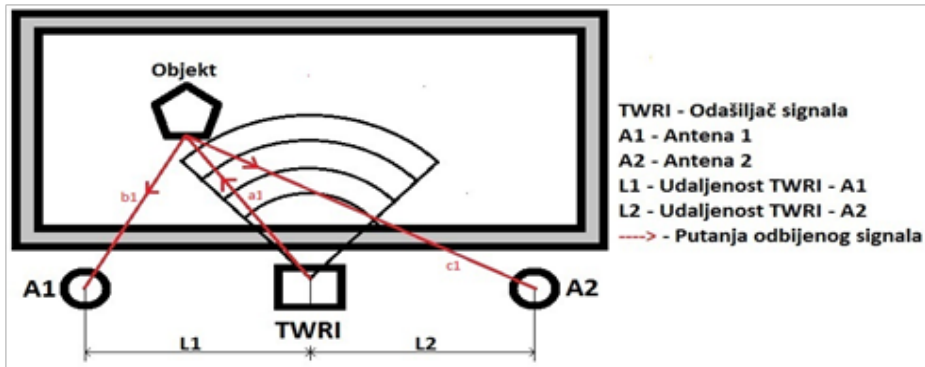 Objekt
b1
a1
c1
A1
TWRI
A2
L1
L2
TWRI - Odašiljač signala
A1 - Antena 1
A2 - Antena 2
L1 - Udaljenost TWRI - A1
L2 - Udaljenost TWRI - A2
----> - Putanja odbijenog signala